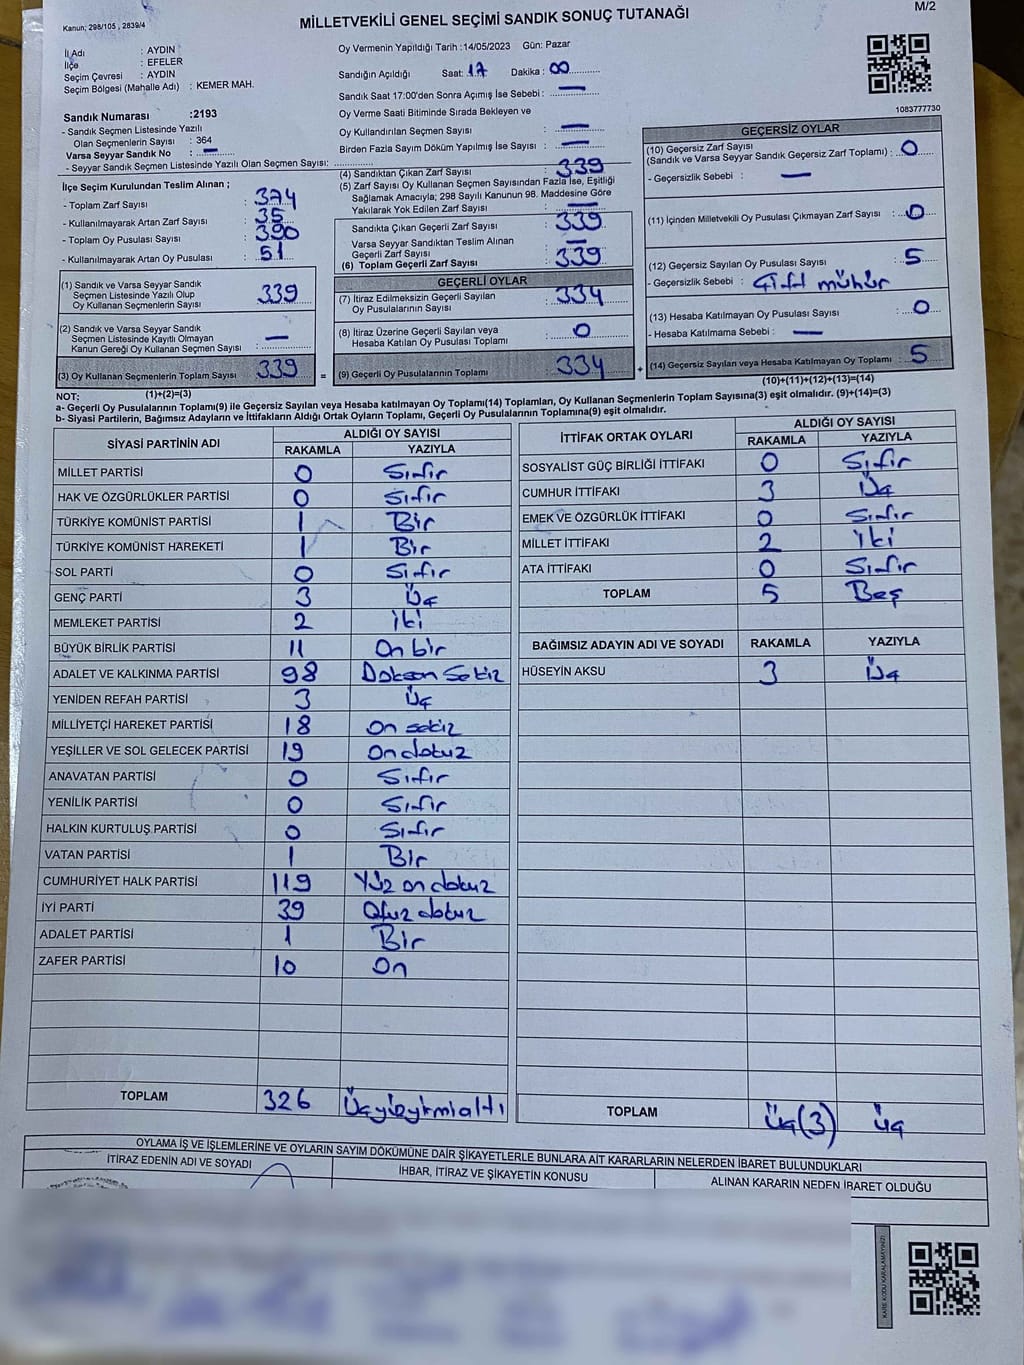 M/2
Kanun; 298/105 , 2839/4
MİLLETVEKİLİ GENEL SEÇİMİ SANDIK SONUÇ TUTANAĞI
İl Adı : AYDIN
İlçe : EFELER
Seçim Çevresi : AYDIN
Seçim Bölgesi (Mahalle Adı) : KEMER MAH.
Oy Vermenin Yapıldığı Tarih :14/05/2023 Gün: Pazar
Sandığın Açıldığı Saat: 17 Dakika : 00
Sandık Saat 17:00'den Sonra Açımış İse Sebebi : —
Oy Verme Saati Bitiminde Sırada Bekleyen ve
Oy Kullandırılan Seçmen Sayısı : —
Birden Fazla Sayım Döküm Yapılmış İse Sayısı : —
1083777730
Sandık Numarası :2193
- Sandık Seçmen Listesinde Yazılı
Olan Seçmenlerin Sayısı : 364
Varsa Seyyar Sandık No : —
- Seyyar Sandık Seçmen Listesinde Yazılı Olan Seçmen Sayısı: ..............
İlçe Seçim Kurulundan Teslim Alınan ;
- Toplam Zarf Sayısı : 374
- Kullanılmayarak Artan Zarf Sayısı : 35
- Toplam Oy Pusulası Sayısı : 390
- Kullanılmayarak Artan Oy Pusulası : 51
(1) Sandık ve Varsa Seyyar Sandık
Seçmen Listesinde Yazılı Olup
Oy Kullanan Seçmenlerin Sayısı : 339
(2) Sandık ve Varsa Seyyar Sandık
Seçmen Listesinde Kayıtlı Olmayan
Kanun Gereği Oy Kullanan Seçmen Sayısı : —
(3) Oy Kullanan Seçmenlerin Toplam Sayısı 339
(1)+(2)=(3)
(4) Sandıktan Çıkan Zarf Sayısı : 339
(5) Zarf Sayısı Oy Kullanan Seçmen Sayısından Fazla İse, Eşitliği
Sağlamak Amacıyla; 298 Sayılı Kanunun 98. Maddesine Göre
Yakılarak Yok Edilen Zarf Sayısı : —
Sandıkta Çıkan Geçerli Zarf Sayısı : 339
Varsa Seyyar Sandıktan Teslim Alınan
Geçerli Zarf Sayısı : —
(6) Toplam Geçerli Zarf Sayısı : 339
GEÇERLİ OYLAR
(7) İtiraz Edilmeksizin Geçerli Sayılan
Oy Pusulalarının Sayısı : 334
(8) İtiraz Üzerine Geçerli Sayılan veya
Hesaba Katılan Oy Pusulası Toplamı : 0
= (9) Geçerli Oy Pusulalarının Toplamı 334
GEÇERSİZ OYLAR
(10) Geçersiz Zarf Sayısı
(Sandık ve Varsa Seyyar Sandık Geçersiz Zarf Toplamı) : 0
- Geçersizlik Sebebi : —
(11) İçinden Milletvekili Oy Pusulası Çıkmayan Zarf Sayısı : 0
(12) Geçersiz Sayılan Oy Pusulası Sayısı : 5
- Geçersizlik Sebebi : Çift mühür
(13) Hesaba Katılmayan Oy Pusulası Sayısı : 0
- Hesaba Katılmama Sebebi : —
+ (14) Geçersiz Sayılan veya Hesaba Katılmayan Oy Toplamı 5
(10)+(11)+(12)+(13)=(14)
NOT;
a- Geçerli Oy Pusulalarının Toplamı(9) ile Geçersiz Sayılan veya Hesaba katılmayan Oy Toplamı(14) Toplamları, Oy Kullanan Seçmenlerin Toplam Sayısına(3) eşit olmalıdır. (9)+(14)=(3)
b- Siyasi Partilerin, Bağımsız Adayların ve İttifakların Aldığı Ortak Oyların Toplamı, Geçerli Oy Pusulalarının Toplamına(9) eşit olmalıdır.
SİYASİ PARTİNİN ADI ALDIĞI OY SAYISI
RAKAMLA YAZIYLA
MİLLET PARTİSİ 0 Sıfır
HAK VE ÖZGÜRLÜKLER PARTİSİ 0 Sıfır
TÜRKİYE KOMÜNİST PARTİSİ 1 Bir
TÜRKİYE KOMÜNİST HAREKETİ 1 Bir
SOL PARTİ 0 Sıfır
GENÇ PARTİ 3 Üç
MEMLEKET PARTİSİ 2 İki
BÜYÜK BİRLİK PARTİSİ 11 On bir
ADALET VE KALKINMA PARTİSİ 98 Doksan Sekiz
YENİDEN REFAH PARTİSİ 3 Üç
MİLLİYETÇİ HAREKET PARTİSİ 18 On sekiz
YEŞİLLER VE SOL GELECEK PARTİSİ 19 On dokuz
ANAVATAN PARTİSİ 0 Sıfır
YENİLİK PARTİSİ 0 Sıfır
HALKIN KURTULUŞ PARTİSİ 0 Sıfır
VATAN PARTİSİ 1 Bir
CUMHURİYET HALK PARTİSİ 119 Yüz on dokuz
İYİ PARTİ 39 Otuz dokuz
ADALET PARTİSİ 1 Bir
ZAFER PARTİSİ 10 On
TOPLAM 326 Üçyüzyirmialtı
İTTİFAK ORTAK OYLARI ALDIĞI OY SAYISI
RAKAMLA YAZIYLA
SOSYALİST GÜÇ BİRLİĞİ İTTİFAKI 0 Sıfır
CUMHUR İTTİFAKI 3 Üç
EMEK VE ÖZGÜRLÜK İTTİFAKI 0 Sıfır
MİLLET İTTİFAKI 2 İki
ATA İTTİFAKI 0 Sıfır
TOPLAM 5 Beş
BAĞIMSIZ ADAYIN ADI VE SOYADI RAKAMLA YAZIYLA
HÜSEYİN AKSU 3 Üç
TOPLAM Üç(3) Üç
OYLAMA İŞ VE İŞLEMLERİNE VE OYLARIN SAYIM DÖKÜMÜNE DAİR ŞİKAYETLERLE BUNLARA AİT KARARLARIN NELERDEN İBARET BULUNDUKLARI
İTİRAZ EDENİN ADI VE SOYADI
İHBAR, İTİRAZ VE ŞİKAYETİN KONUSU
ALINAN KARARIN NEDEN İBARET OLDUĞU
KARE KODU KARALAMAYINIZ!